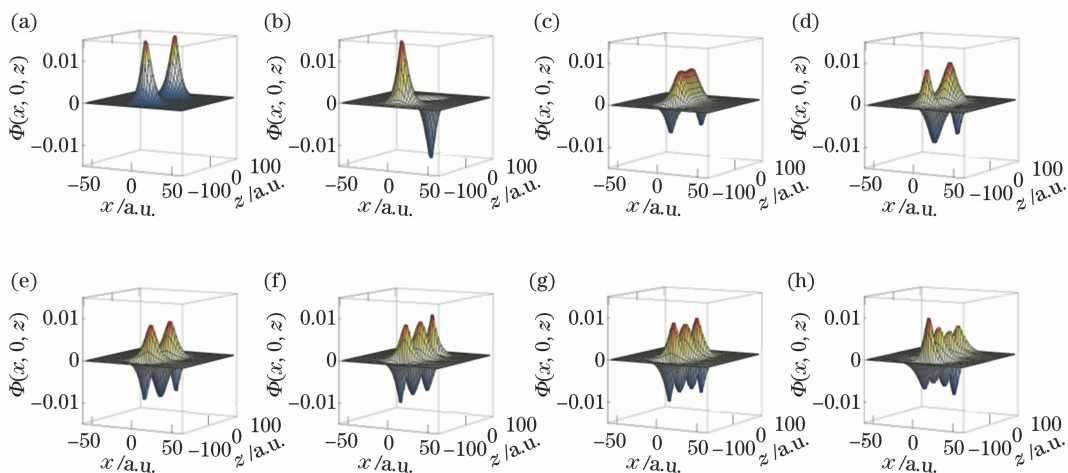 (a) (b) (c) (d)
0.01 0.01 0.01 0.01
Φ(x, 0, z) Φ(x, 0, z) Φ(x, 0, z) Φ(x, 0, z)
0 0 0 0
−0.01 −0.01 −0.01 −0.01
100 100 100 100
0 0 0 0
−50 0 50 −100 −50 0 50 −100 −50 0 50 −100 −50 0 50 −100
x/a.u. z/a.u. x/a.u. z/a.u. x/a.u. z/a.u. x/a.u. z/a.u.
(e) (f) (g) (h)
0.01 0.01 0.01 0.01
Φ(x, 0, z) Φ(x, 0, z) Φ(x, 0, z) Φ(x, 0, z)
0 0 0 0
−0.01 −0.01 −0.01 −0.01
100 100 100 100
0 0 0 0
−50 0 50 −100 −50 0 50 −100 −50 0 50 −100 −50 0 50 −100
x/a.u. z/a.u. x/a.u. z/a.u. x/a.u. z/a.u. x/a.u. z/a.u.